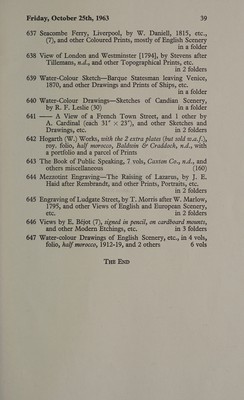 Friday, October 25th, 1963 39
637 Seacombe Ferry, Liverpool, by W. Daniell, 1815, etc.,
(7), and other Coloured Prints, mostly of English Scenery
in a folder
638 View of London and Westminster [1794], by Stevens after
Tillemans, n.d., and other Topographical Prints, etc.
in 2 folders
639 Water-Colour Sketch—Barque Statsman leaving Venice,
1870, and other Drawings and Prints of Ships, etc.
in a folder
640 Water-Colour Drawings—Sketches of Candian Scenery,
by R. F. Leslie (30) in a folder
641 —— A View of a French Town Street, and 1 other by
A. Cardinal (each 31" × 23"), and other Sketches and
Drawings, etc. in 2 folders
642 Hogarth (W.) Works, with the 2 extra plates (but sold w.a.f.),
roy. folio, half morocco, Baldwin & Craddock, n.d., with
a portfolio and a parcel of Prints
643 The Book of Public Speaking, 7 vols, Caxton Co., n.d., and
others miscellaneous (160)
644 Mezzotint Engraving—The Raising of Lazarus, by J. E.
Haid after Rembrandt, and other Prints, Portraits, etc.
in 2 folders
645 Engraving of Ludgate Street, by T. Morris after W. Marlow,
1795, and other Views of English and European Scenery,
etc. in 2 folders
646 Views by E. Béjot (7), signed in pencil, on cardboard mounts,
and other Modern Etchings, etc. in 3 folders
647 Water-colour Drawings of English Scenery, etc., in 4 vols,
folio, half morocco, 1912-19, and 2 others 6 vols
THE END